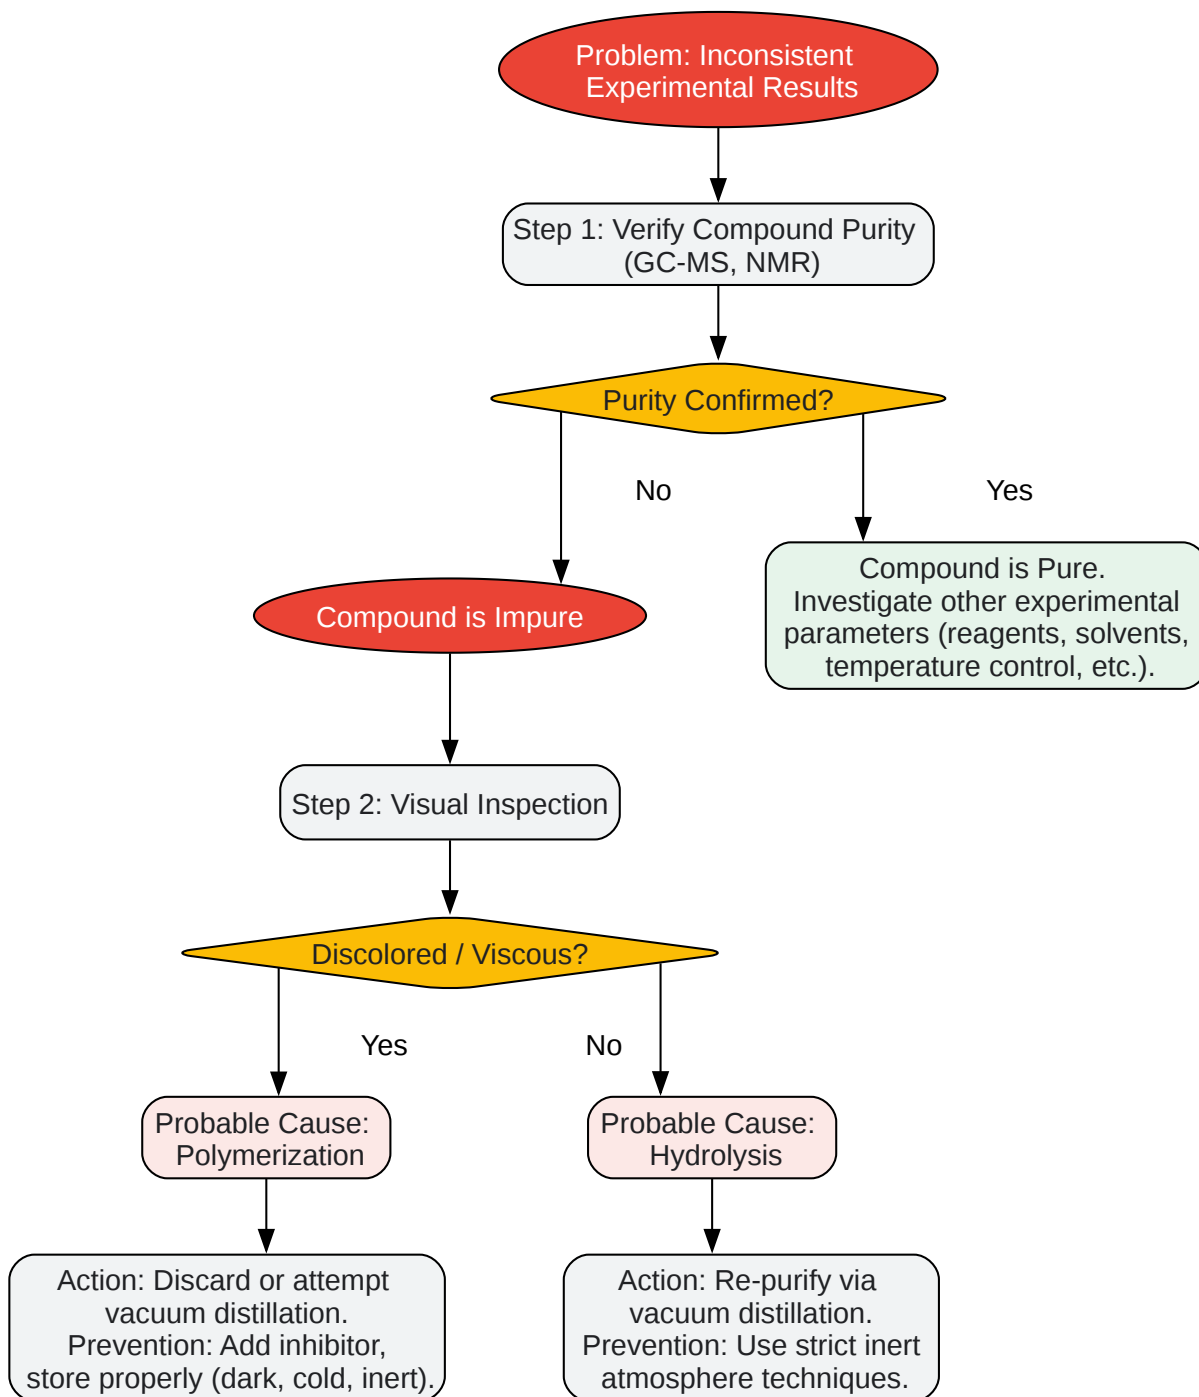 Problem: Inconsistent
Experimental Results
Step 1: Verify Compound Purity
(GC-MS, NMR)
Purity Confirmed?
No
Yes
Compound is Pure.
Investigate other experimental
parameters (reagents, solvents,
temperature control, etc.).
Compound is Impure
Step 2: Visual Inspection
Discolored / Viscous?
Yes
No
Probable Cause:
Polymerization
Probable Cause:
Hydrolysis
Action: Discard or attempt
vacuum distillation.
Prevention: Add inhibitor,
store properly (dark, cold, inert).
Action: Re-purify via
vacuum distillation.
Prevention: Use strict inert
atmosphere techniques.